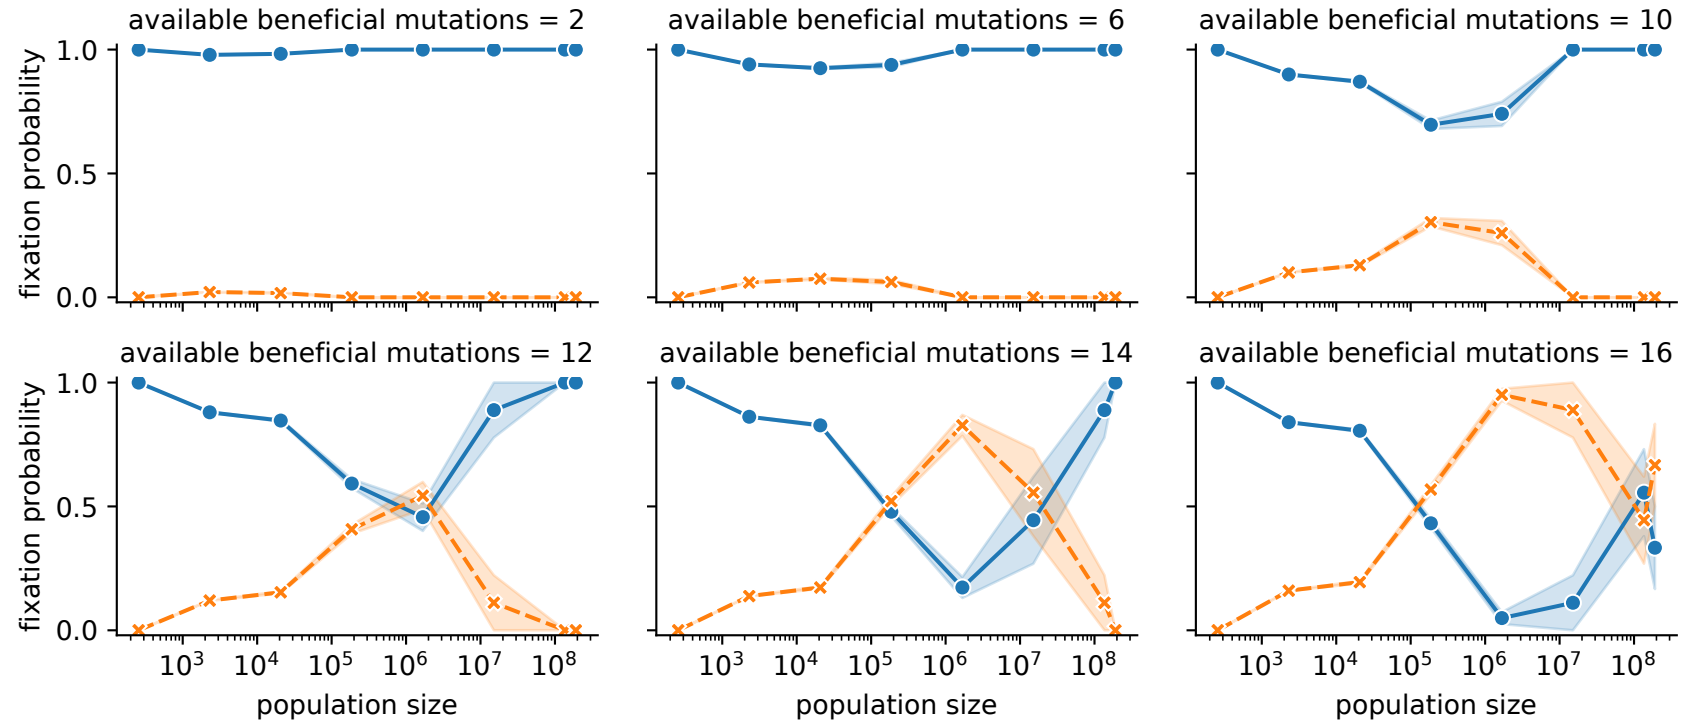 available beneficial mutations = 2
available beneficial mutations = 6
available beneficial mutations = 10
fixation probability
1.0
0.5
0.0
available beneficial mutations = 12
available beneficial mutations = 14
available beneficial mutations = 16
fixation probability
1.0
0.5
0.0
10³ 10⁴ 10⁵ 10⁶ 10⁷ 10⁸
10³ 10⁴ 10⁵ 10⁶ 10⁷ 10⁸
10³ 10⁴ 10⁵ 10⁶ 10⁷ 10⁸
population size
population size
population size